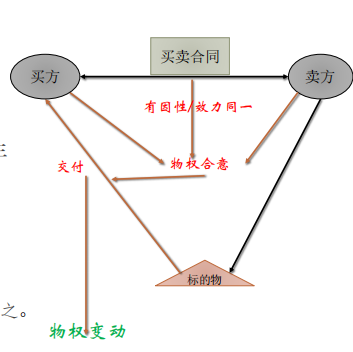 买卖合同
买方
卖方
有因性/效力同一
物权合意
交付
标的物
之。
物权变动